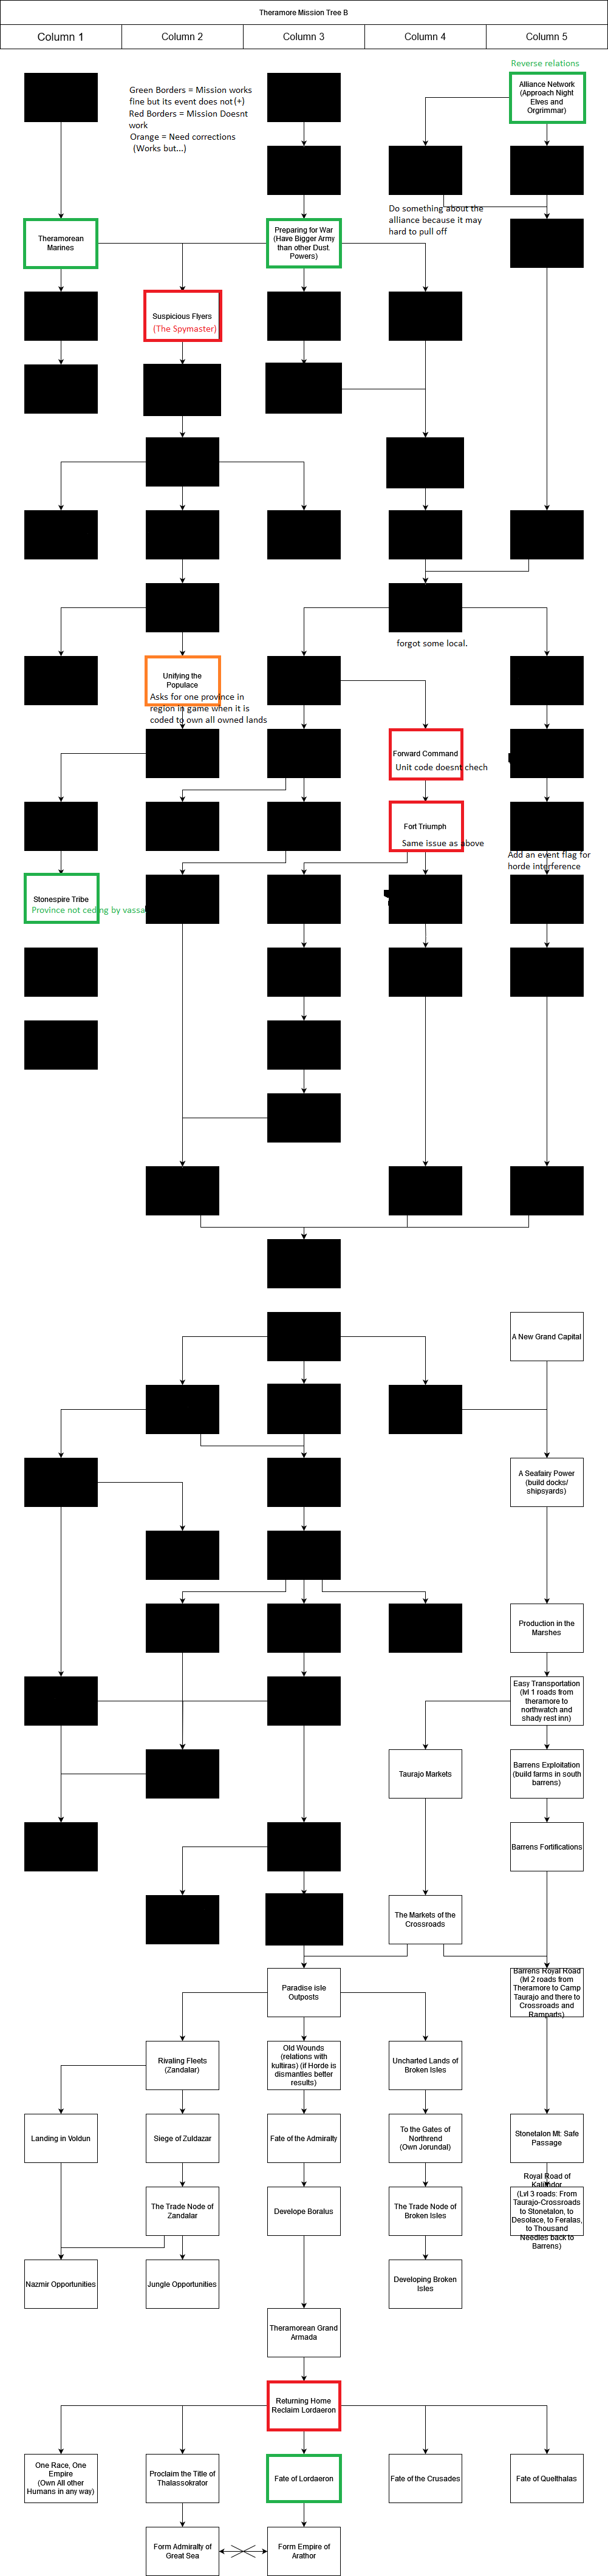 Theramore Mission Tree B
Column 1
Column 2
Column 3
Column 4
Column 5
Reverse relations
Green Borders = Mission works
fine but its event does not(+)
Red Borders = Mission Doesnt
work
Orange = Need corrections
(Works but...)
Alliance Network
(Approach Night
Elves and
Orgrimmar)
Do something about the
alliance because it may
hard to pull off
Theramorean
Marines
Preparing for War
(Have Bigger Army
than other Dust.
Powers)
Suspicious Flyers
(The Spymaster)
forgot some local.
Unifying the
Populace
Asks for one province in
region in game when it is
coded to own all owned lands
Forward Command
Unit code doesnt chech
Fort Triumph
Same issue as above
Add an event flag for
horde interference
Stonespire Tribe
Province not ceding by vassa
A New Grand Capital
A Seafairy Power
(build docks/
shipsyards)
Production in the
Marshes
Easy Transportation
(lvl 1 roads from
theramore to
northwatch and
shady rest inn)
Taurajo Markets
Barrens Exploitation
(build farms in south
barrens)
Barrens Fortifications
The Markets of the
Crossroads
Paradise isle
Outposts
Barrens Royal Road
(lvl 2 roads from
Theramore to Camp
Taurajo and there to
Crossroads and
Ramparts)
Rivaling Fleets
(Zandalar)
Old Wounds
(relations with
kultiras) (if Horde is
dismantles better
results)
Uncharted Lands of
Broken Isles
Landing in Voldun
Siege of Zuldazar
Fate of the Admiralty
To the Gates of
Northrend
(Own Jorundal)
Stonetalon Mt: Safe
Passage
The Trade Node of
Zandalar
Develope Boralus
The Trade Node of
Broken Isles
Royal Road of
Kalimdor
(Lvl 3 roads: From
Taurajo-Crossroads
to Stonetalon, to
Desolace, to Feralas,
to Thousand
Needles back to
Barrens)
Nazmir Opportunities
Jungle Opportunities
Developing Broken
Isles
Theramorean Grand
Armada
Returning Home
Reclaim Lordaeron
One Race, One
Empire
(Own All other
Humans in any way)
Proclaim the Title of
Thalassokrator
Fate of Lordaeron
Fate of the Crusades
Fate of Quelthalas
Form Admiralty of
Great Sea
Form Empire of
Arathor